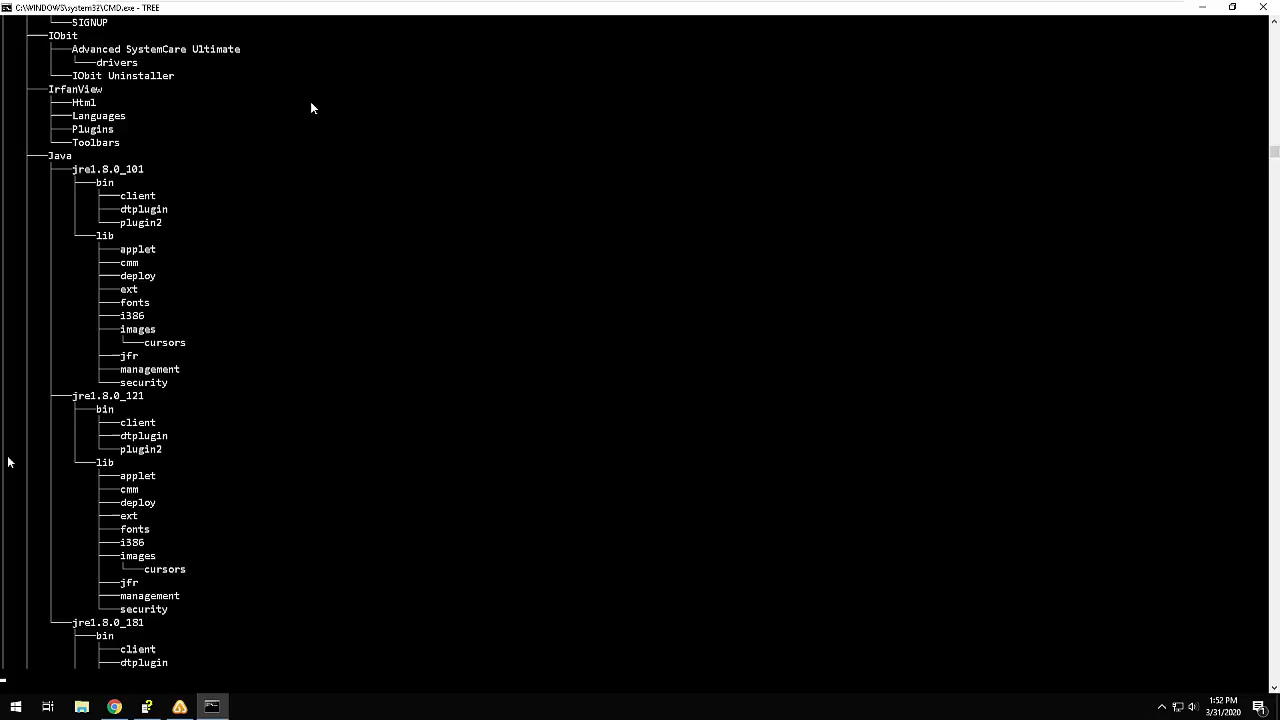 C:\WINDOWS\system32\CMD.exe - TREE
SIGNUP
IObit
Advanced SystemCare Ultimate
drivers
IObit Uninstaller
IrfanView
Html
Languages
Plugins
Toolbars
Java
jre1.8.0_101
bin
client
dtplugin
plugin2
lib
applet
cmm
deploy
ext
fonts
i386
images
cursors
jfr
management
security
jre1.8.0_121
bin
client
dtplugin
plugin2
lib
applet
cmm
deploy
ext
fonts
i386
images
cursors
jfr
management
security
jre1.8.0_181
bin
client
dtplugin
1:52 PM
3/31/2020
1